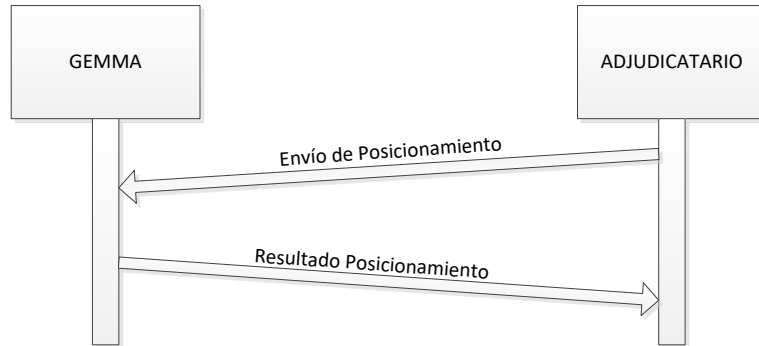 GEMMA
ADJUDICATARIO
Envío de Posicionamiento
Resultado Posicionamiento